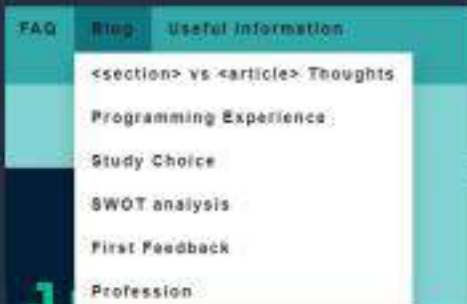 FAQ Blog Useful Information
<section> vs <article> Thoughts
Programming Experience
Study Choice
SWOT analysis
First Feedback
Profession